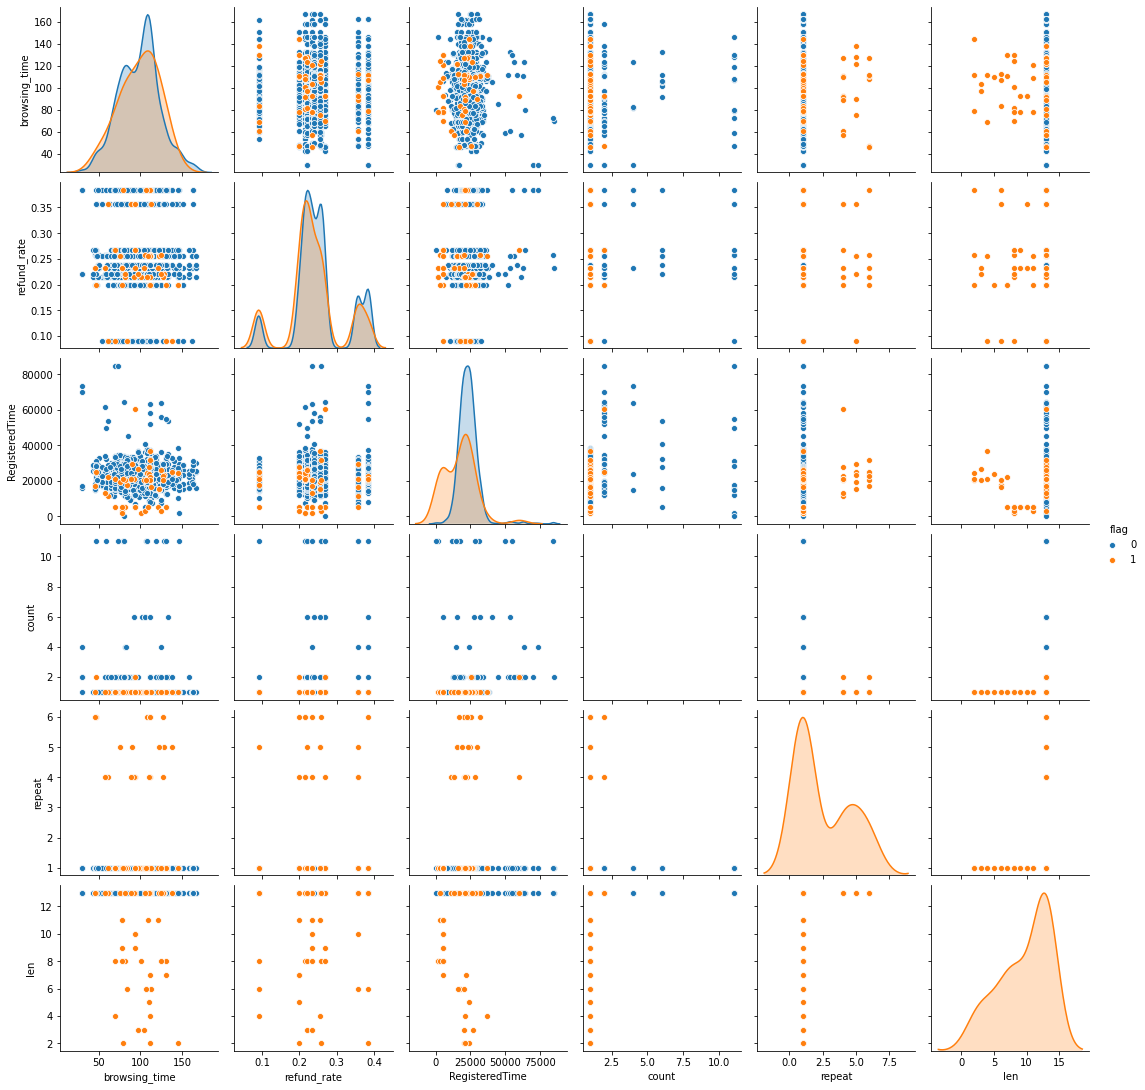 160
140
120
100
80
60
40
browsing_time
0.35
0.30
0.25
0.20
0.15
0.10
refund_rate
80000
60000
40000
20000
0
RegisteredTime
flag
0
1
10
8
6
4
2
count
6
5
4
3
2
1
repeat
12
10
8
6
4
2
len
50 100 150
browsing_time
0.1 0.2 0.3 0.4
refund_rate
0 25000 50000 75000
RegisteredTime
2.5 5.0 7.5 10.0
count
0.0 2.5 5.0 7.5
repeat
0 5 10 15
len